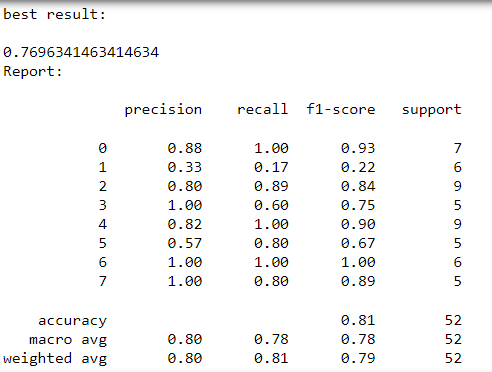 best result:
0.7696341463414634
Report:
precision recall f1-score support
0 0.88 1.00 0.93 7
1 0.33 0.17 0.22 6
2 0.80 0.89 0.84 9
3 1.00 0.60 0.75 5
4 0.82 1.00 0.90 9
5 0.57 0.80 0.67 5
6 1.00 1.00 1.00 6
7 1.00 0.80 0.89 5
accuracy 0.81 52
macro avg 0.80 0.78 0.78 52
weighted avg 0.80 0.81 0.79 52